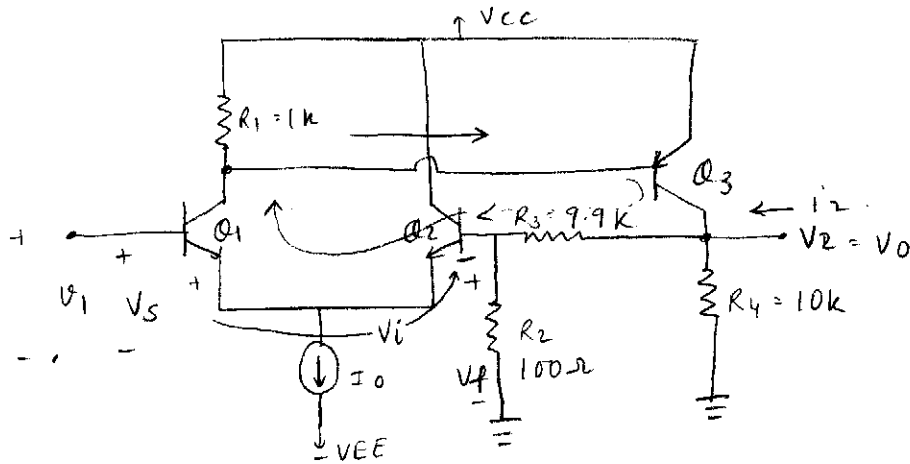 VCC
R1 = 1k
Q3
Q1
Q2
R3 = 9.9k
i2
V2 = V0
+
+
+
-
+
V1
VS
Vi
R4 = 10k
-
-
I0
Vf
-
R2
100Ω
-VEE